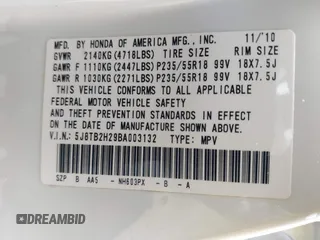 MFD. BY HONDA OF AMERICA MFG., INC. 11/10
GVWR 2140KG (4718LBS) TIRE SIZE RIM SIZE
GAWR F 1110KG (2447LBS) P235/55R18 99V 18X7.5J
GAWR R 1030KG (2271LBS) P235/55R18 99V 18X7.5J
THIS VEHICLE CONFORMS TO ALL APPLICABLE
FEDERAL MOTOR VEHICLE SAFETY, BUMPER,
AND THEFT PREVENTION STANDARDS IN EFFECT ON
THE DATE OF MANUFACTURE SHOWN ABOVE.
V.I.N.: 5J8TB2H29BA003132 TYPE: MPV
SZP B AA5 - NH603PX - B - A
DREAMBID